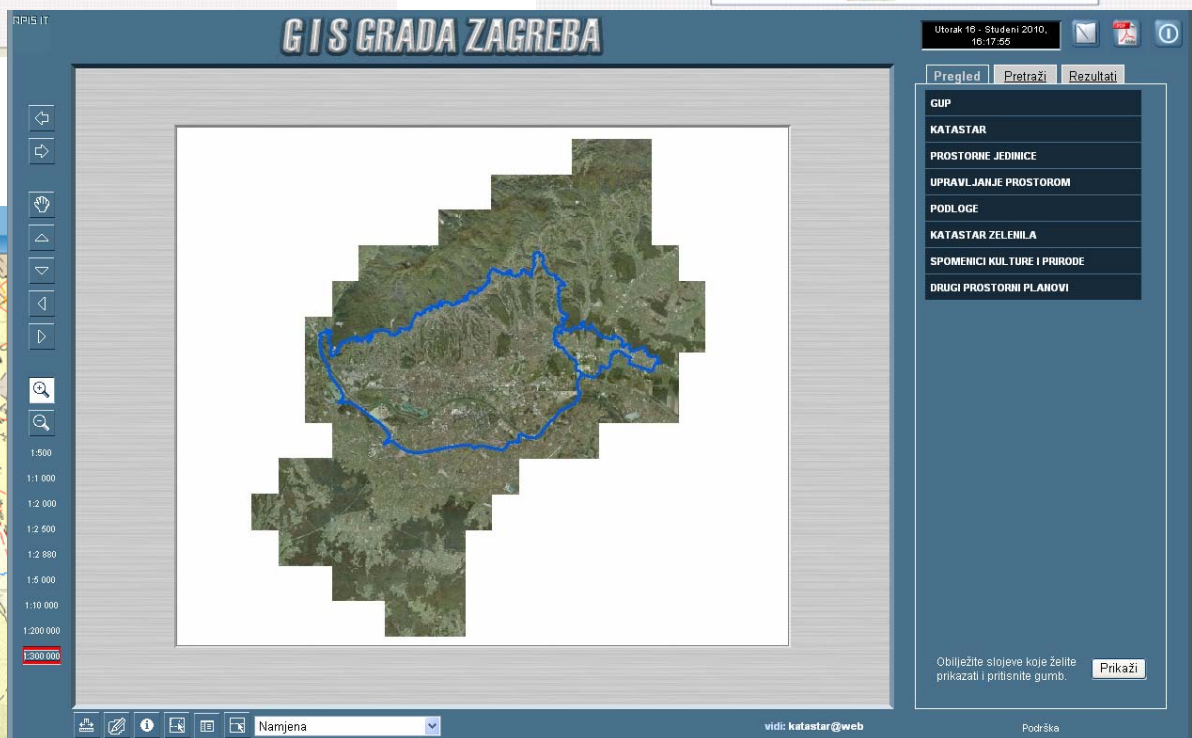 APIS IT
GIS GRADA ZAGREBA
Utorak 16 - Studeni 2010,
16:17:55
Pregled
Pretraži
Rezultati
GUP
KATASTAR
PROSTORNE JEDINICE
UPRAVLJANJE PROSTOROM
PODLOGE
KATASTAR ZELENILA
SPOMENICI KULTURE I PRIRODE
DRUGI PROSTORNI PLANOVI
1:500
1:1 000
1:2 000
1:2 500
1:2 880
1:5 000
1:10 000
1:200 000
1:300 000
Obilježite slojeve koje želite
prikazati i pritisnite gumb.
Prikaži
Namjena
vidi: katastar@web
Podrška